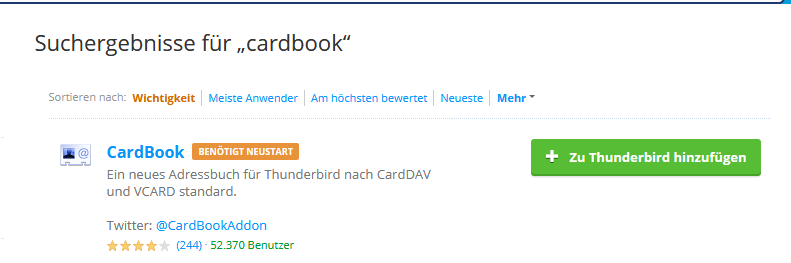 Suchergebnisse für „cardbook“
Sortieren nach: Wichtigkeit Meiste Anwender Am höchsten bewertet Neueste Mehr
CardBook BENÖTIGT NEUSTART
+ Zu Thunderbird hinzufügen
Ein neues Adressbuch für Thunderbird nach CardDAV
und VCARD standard.
Twitter: @CardBookAddon
(244) · 52.370 Benutzer